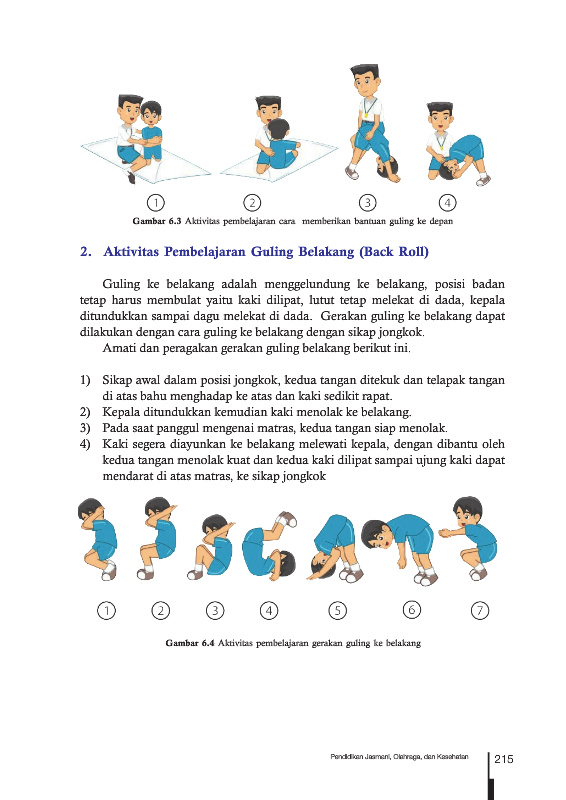 1 2 3 4
Gambar 6.3 Aktivitas pembelajaran cara memberikan bantuan guling ke depan
2. Aktivitas Pembelajaran Guling Belakang (Back Roll)
Guling ke belakang adalah menggelundung ke belakang, posisi badan
tetap harus membulat yaitu kaki dilipat, lutut tetap melekat di dada, kepala
ditundukkan sampai dagu melekat di dada. Gerakan guling ke belakang dapat
dilakukan dengan cara guling ke belakang dengan sikap jongkok.
Amati dan peragakan gerakan guling belakang berikut ini.
1) Sikap awal dalam posisi jongkok, kedua tangan ditekuk dan telapak tangan
di atas bahu menghadap ke atas dan kaki sedikit rapat.
2) Kepala ditundukkan kemudian kaki menolak ke belakang.
3) Pada saat panggul mengenai matras, kedua tangan siap menolak.
4) Kaki segera diayunkan ke belakang melewati kepala, dengan dibantu oleh
kedua tangan menolak kuat dan kedua kaki dilipat sampai ujung kaki dapat
mendarat di atas matras, ke sikap jongkok
1 2 3 4 5 6 7
Gambar 6.4 Aktivitas pembelajaran gerakan guling ke belakang
Pendidikan Jasmani, Olehraga, dan Kesehatan 215